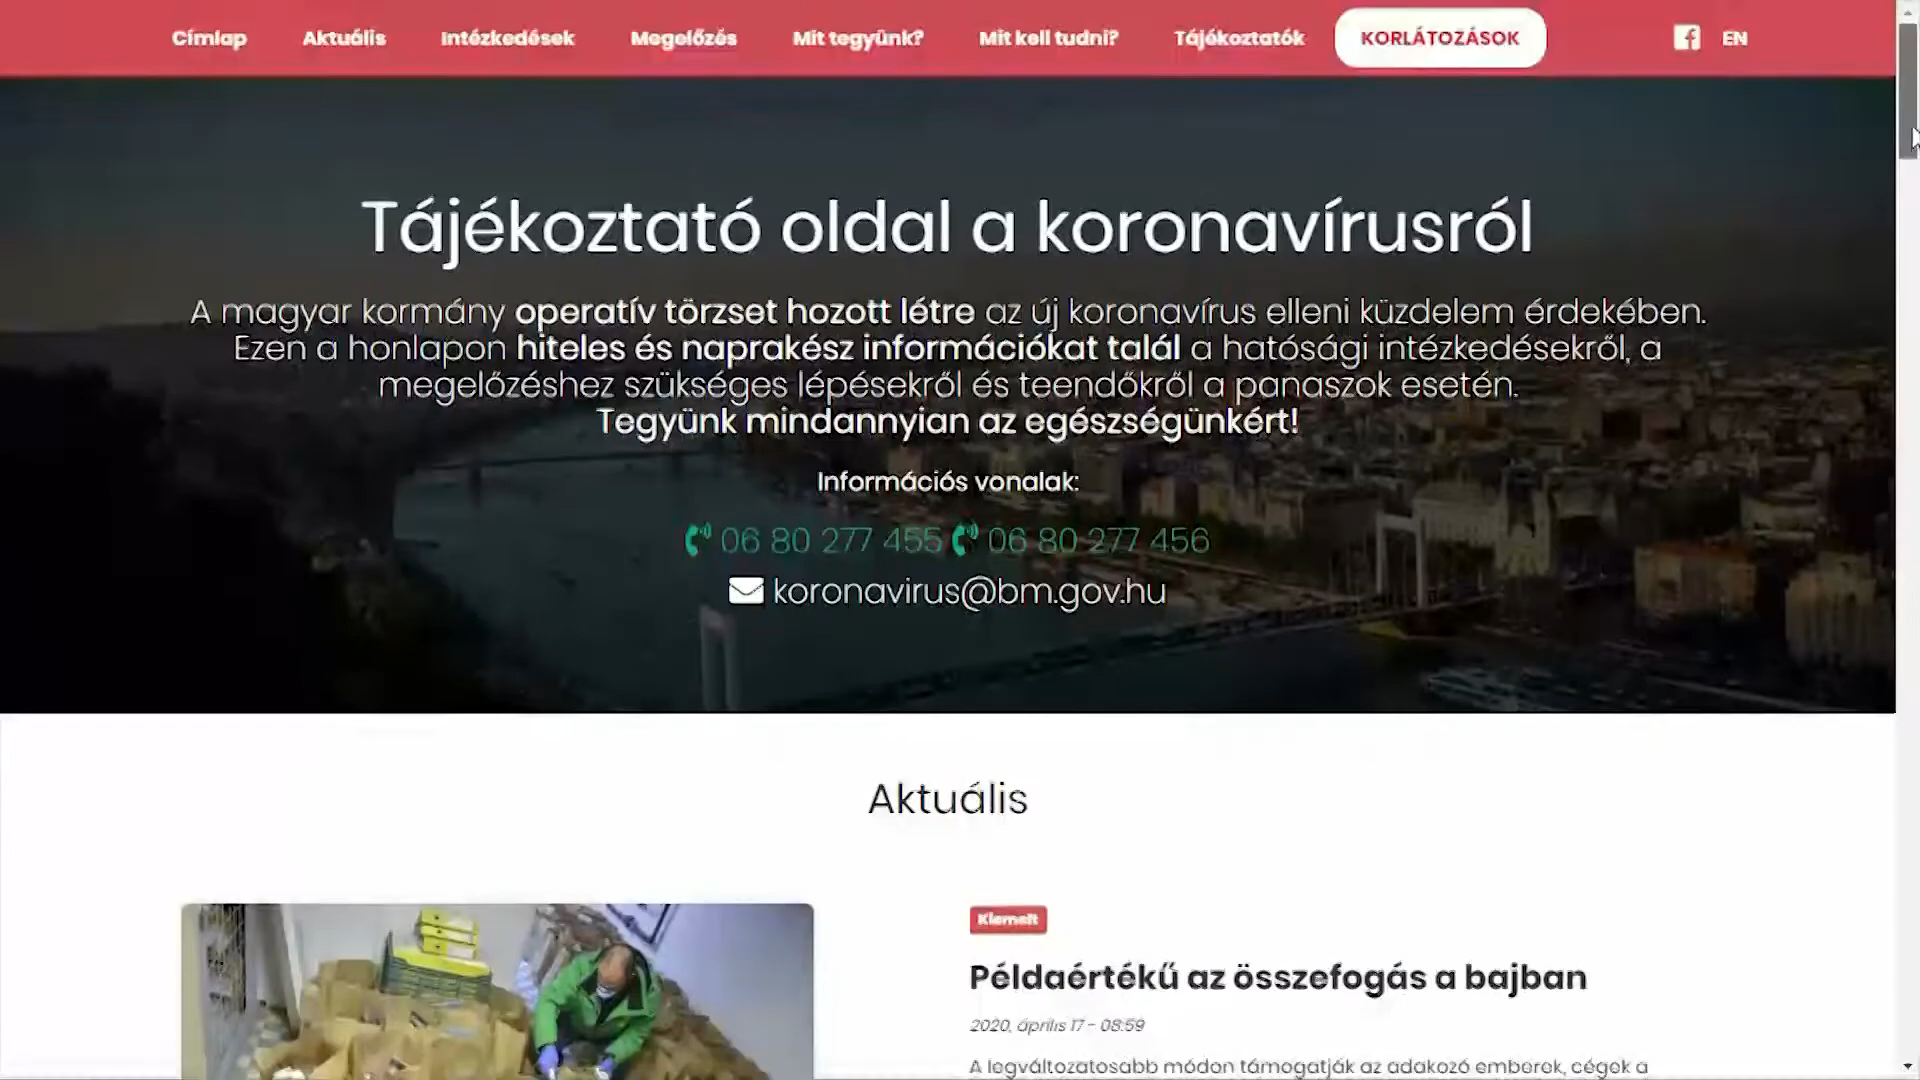 Címlap Aktuális Intézkedések Megelőzés Mit tegyünk? Mit kell tudni? Tájékoztatók KORLÁTOZÁSOK EN
Tájékoztató oldal a koronavírusról
A magyar kormány operatív törzset hozott létre az új koronavírus elleni küzdelem érdekében.
Ezen a honlapon hiteles és naprakész információkat talál a hatósági intézkedésekről, a
megelőzéshez szükséges lépésekről és teendőkről a panaszok esetén.
Tegyünk mindannyian az egészségünkért!
Információs vonalak:
06 80 277 455 06 80 277 456
koronavirus@bm.gov.hu
Aktuális
Kiemelt
Példaértékű az összefogás a bajban
2020, április 17 - 08:59
A legváltozatosabb módon támogatják az adakozó emberek, cégek a